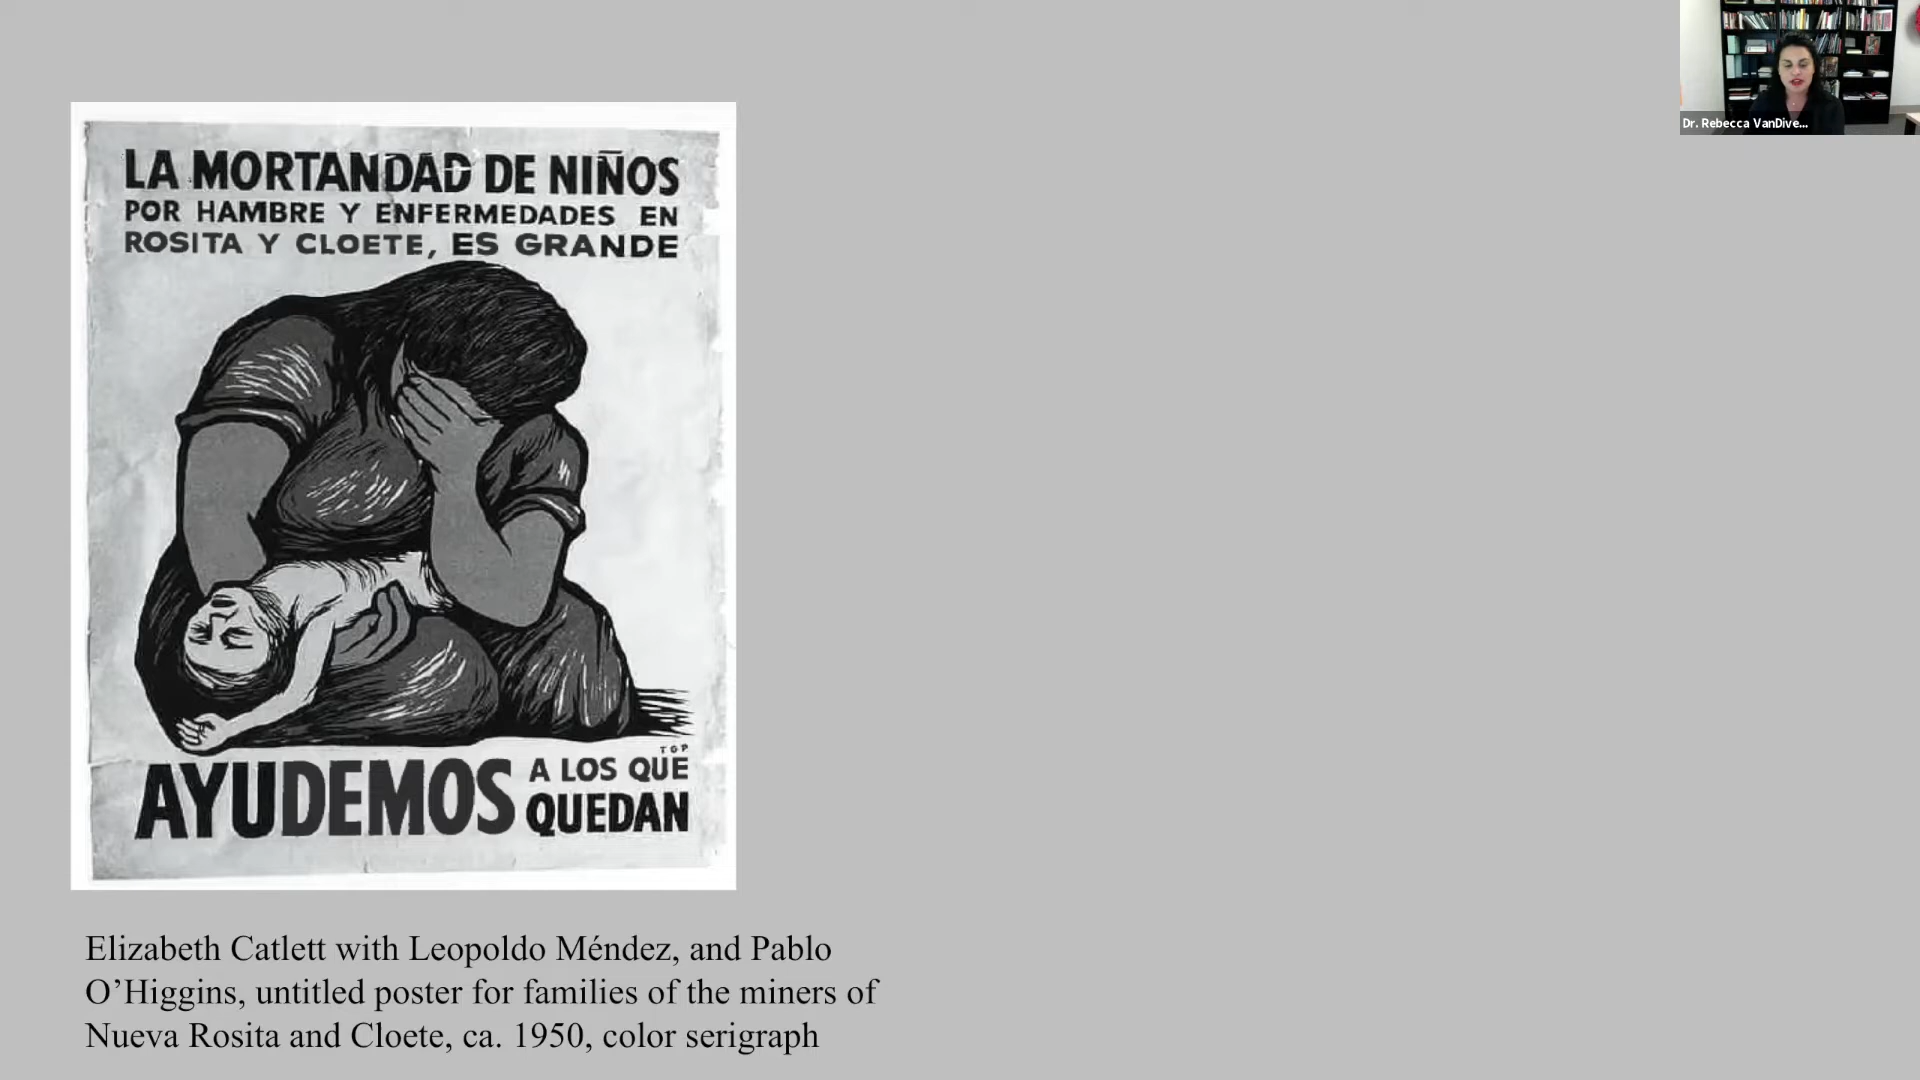 Dr. Rebecca VanDive...
LA MORTANDAD DE NIÑOS
POR HAMBRE Y ENFERMEDADES EN
ROSITA Y CLOETE, ES GRANDE
TGP
AYUDEMOS A LOS QUE
QUEDAN
Elizabeth Catlett with Leopoldo Méndez, and Pablo
O’Higgins, untitled poster for families of the miners of
Nueva Rosita and Cloete, ca. 1950, color serigraph